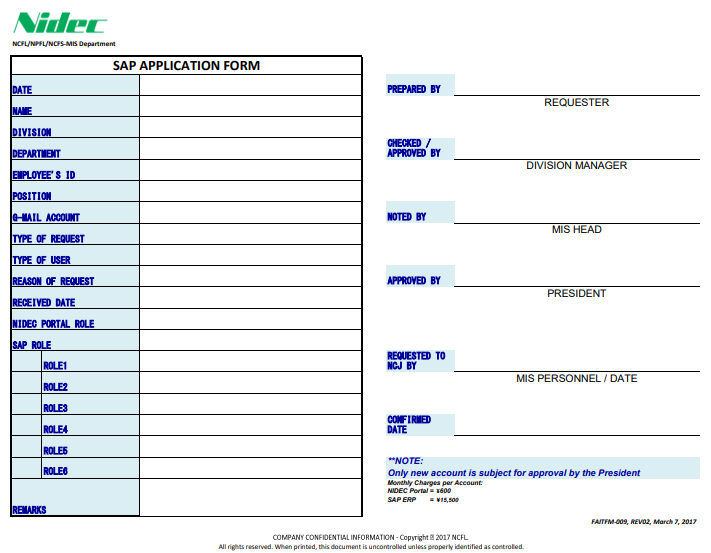 Nidec
NCFL/NPFL/NCFS-MIS Department
SAP APPLICATION FORM
DATE
NAME
DIVISION
DEPARTMENT
EMPLOYEE'S ID
POSITION
G-MAIL ACCOUNT
TYPE OF REQUEST
TYPE OF USER
REASON OF REQUEST
RECEIVED DATE
NIDEC PORTAL ROLE
SAP ROLE
ROLE1
ROLE2
ROLE3
ROLE4
ROLE5
ROLE6
REMARKS
PREPARED BY
REQUESTER
CHECKED /
APPROVED BY
DIVISION MANAGER
NOTED BY
MIS HEAD
APPROVED BY
PRESIDENT
REQUESTED TO
NCJ BY
MIS PERSONNEL / DATE
CONFIRMED
DATE
**NOTE:
Only new account is subject for approval by the President
Monthly Charges per Account:
NIDEC Portal = ¥600
SAP ERP = ¥15,500
FAITFM-009, REV02, March 7, 2017
COMPANY CONFIDENTIAL INFORMATION - Copyright 2017 NCFL.
All rights reserved. When printed, this document is uncontrolled unless properly identified as controlled.